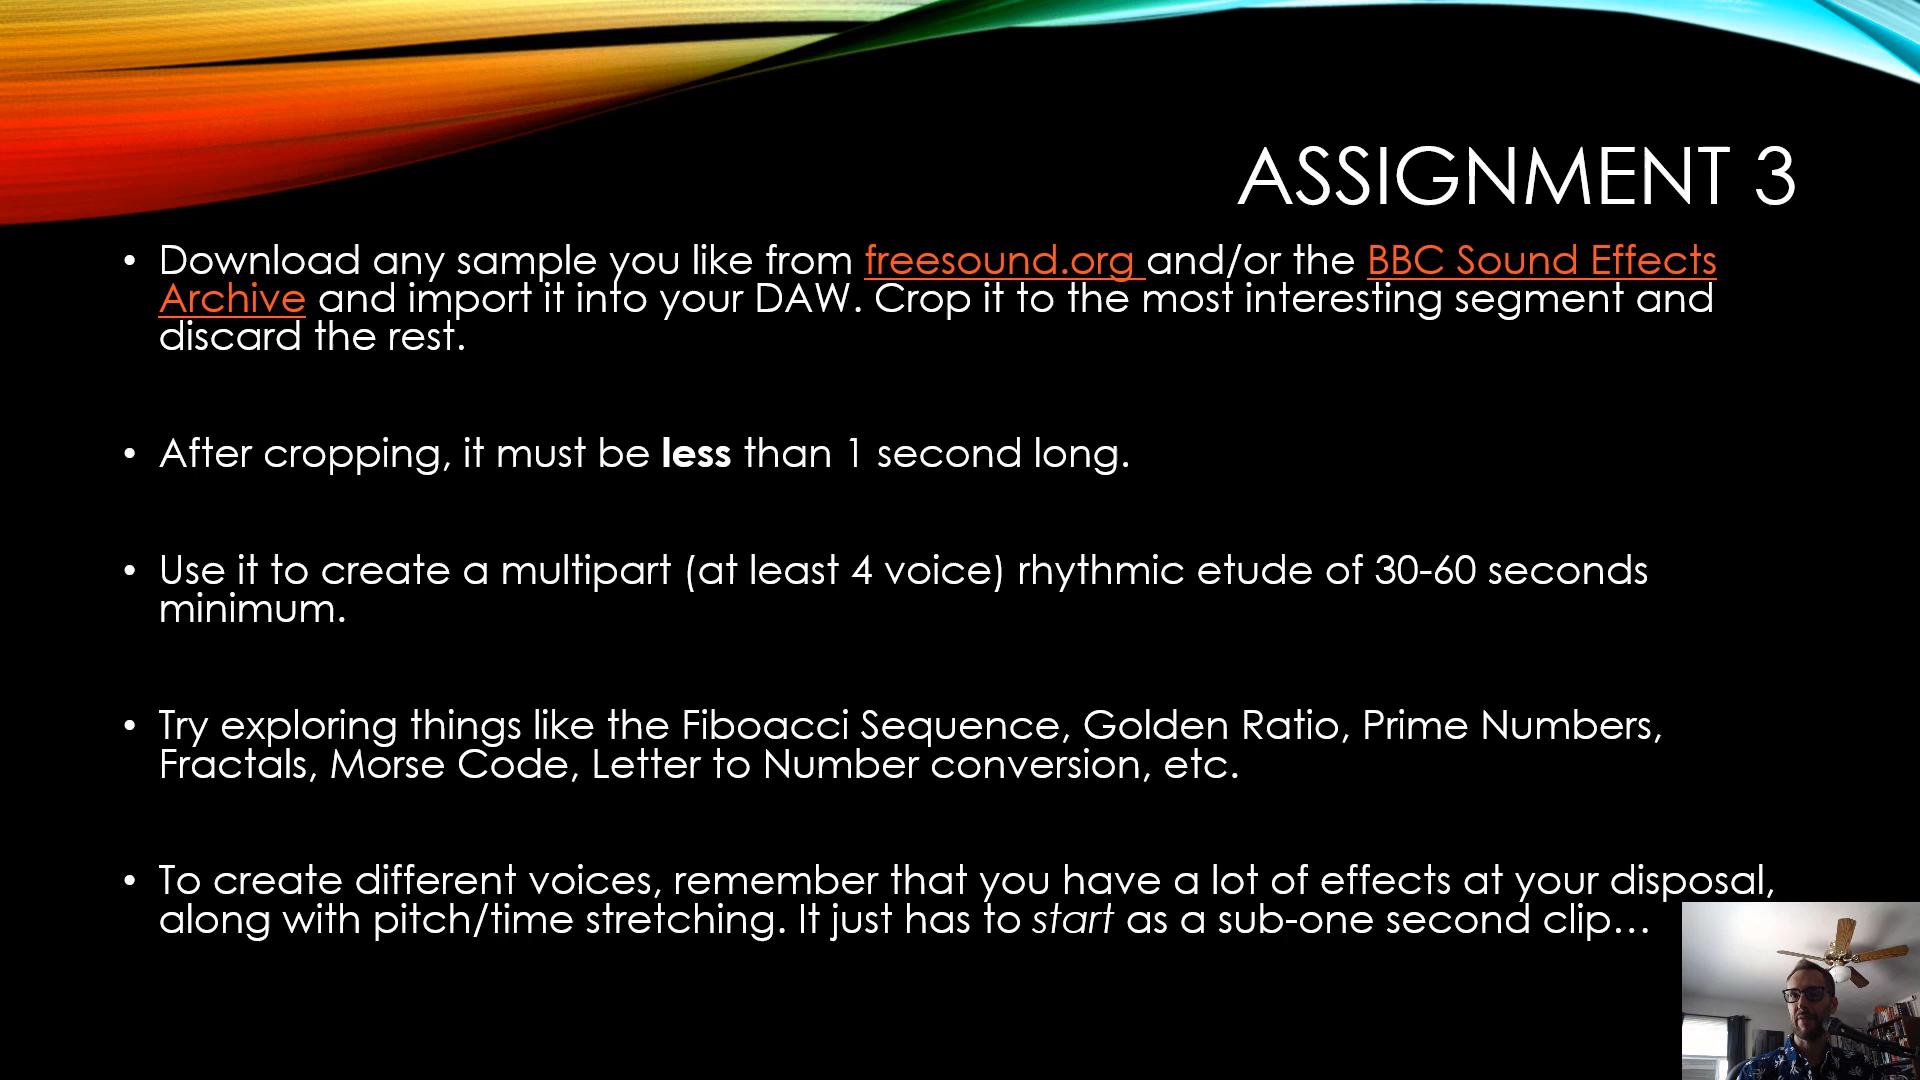 ASSIGNMENT 3
• Download any sample you like from freesound.org and/or the BBC Sound Effects
Archive and import it into your DAW. Crop it to the most interesting segment and
discard the rest.
• After cropping, it must be less than 1 second long.
• Use it to create a multipart (at least 4 voice) rhythmic etude of 30-60 seconds
minimum.
• Try exploring things like the Fiboacci Sequence, Golden Ratio, Prime Numbers,
Fractals, Morse Code, Letter to Number conversion, etc.
• To create different voices, remember that you have a lot of effects at your disposal,
along with pitch/time stretching. It just has to start as a sub-one second clip…